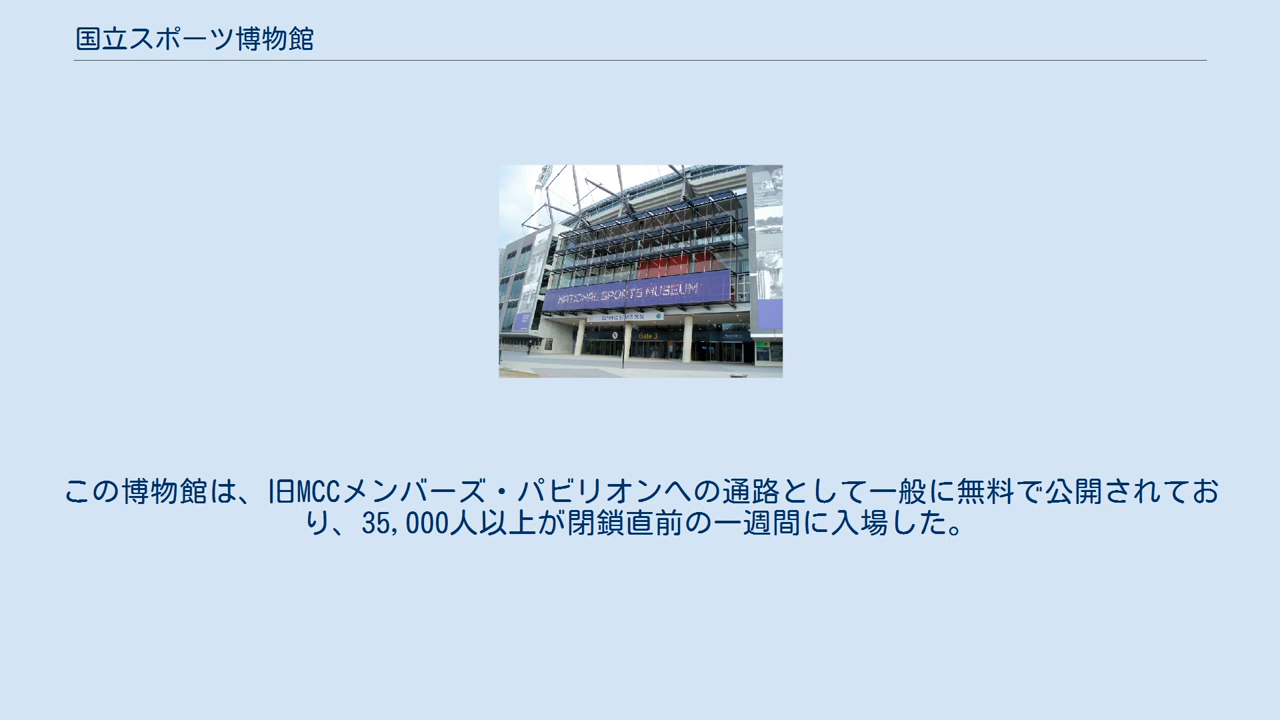 国立スポーツ博物館
NATIONAL SPORTS MUSEUM
Gate 3
この博物館は、旧MCCメンバーズ・パビリオンへの通路として一般に無料で公開されてお
り、35,000人以上が閉鎖直前の一週間に入場した。